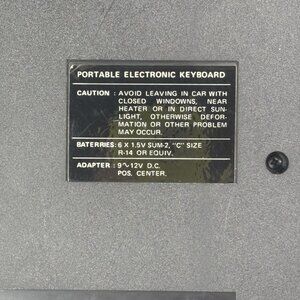 PORTABLE ELECTRONIC KEYBOARD
CAUTION : AVOID LEAVING IN CAR WITH
CLOSED WINDOWS, NEAR
HEATER OR IN DIRECT SUN-
LIGHT, OTHERWISE DEFOR-
MATION OR OTHER PROBLEM
MAY OCCUR.
BATERRIES: 6 X 1.5V SUM-2, "C" SIZE
R-14 OR EQUIV.
ADAPTER : 9∿12V D.C.
POS. CENTER.